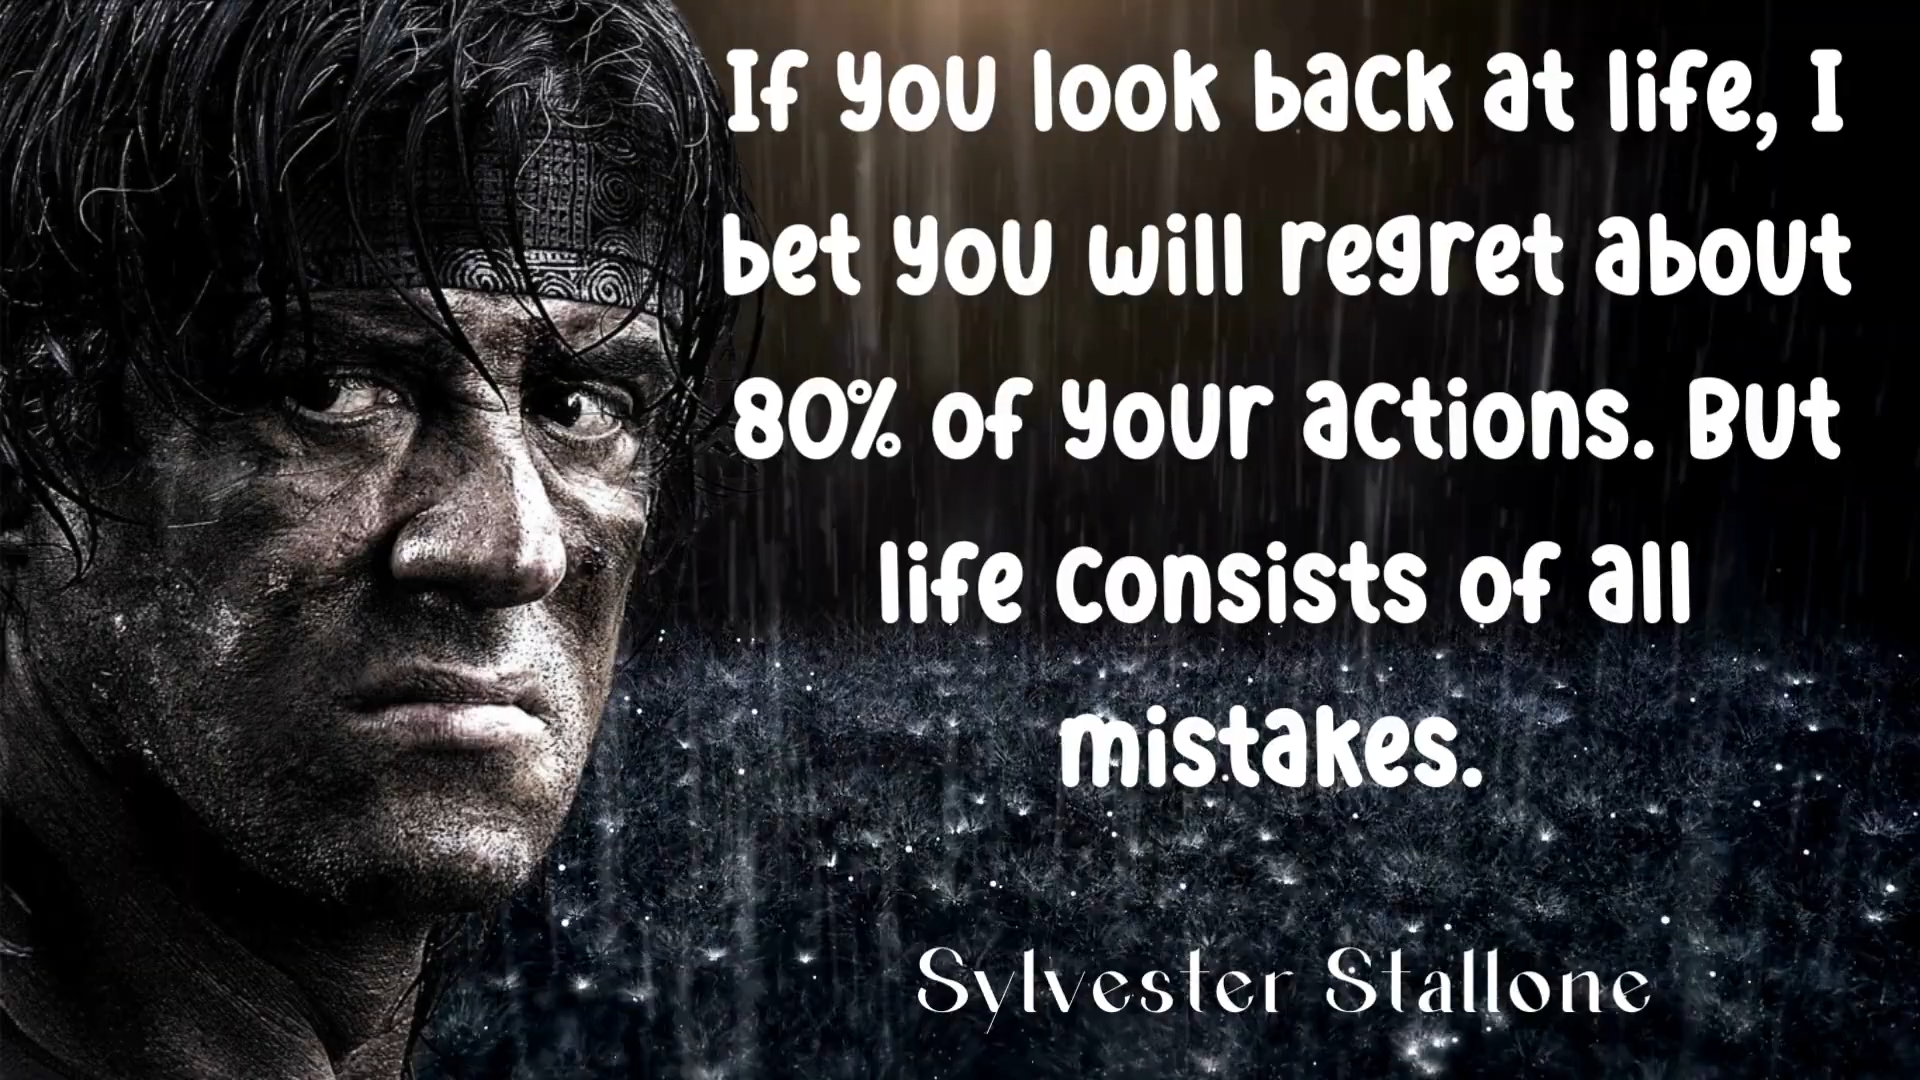 If you look back at life, I
bet you will regret about
80% of your actions. But
life consists of all
mistakes.
Sylvester Stallone